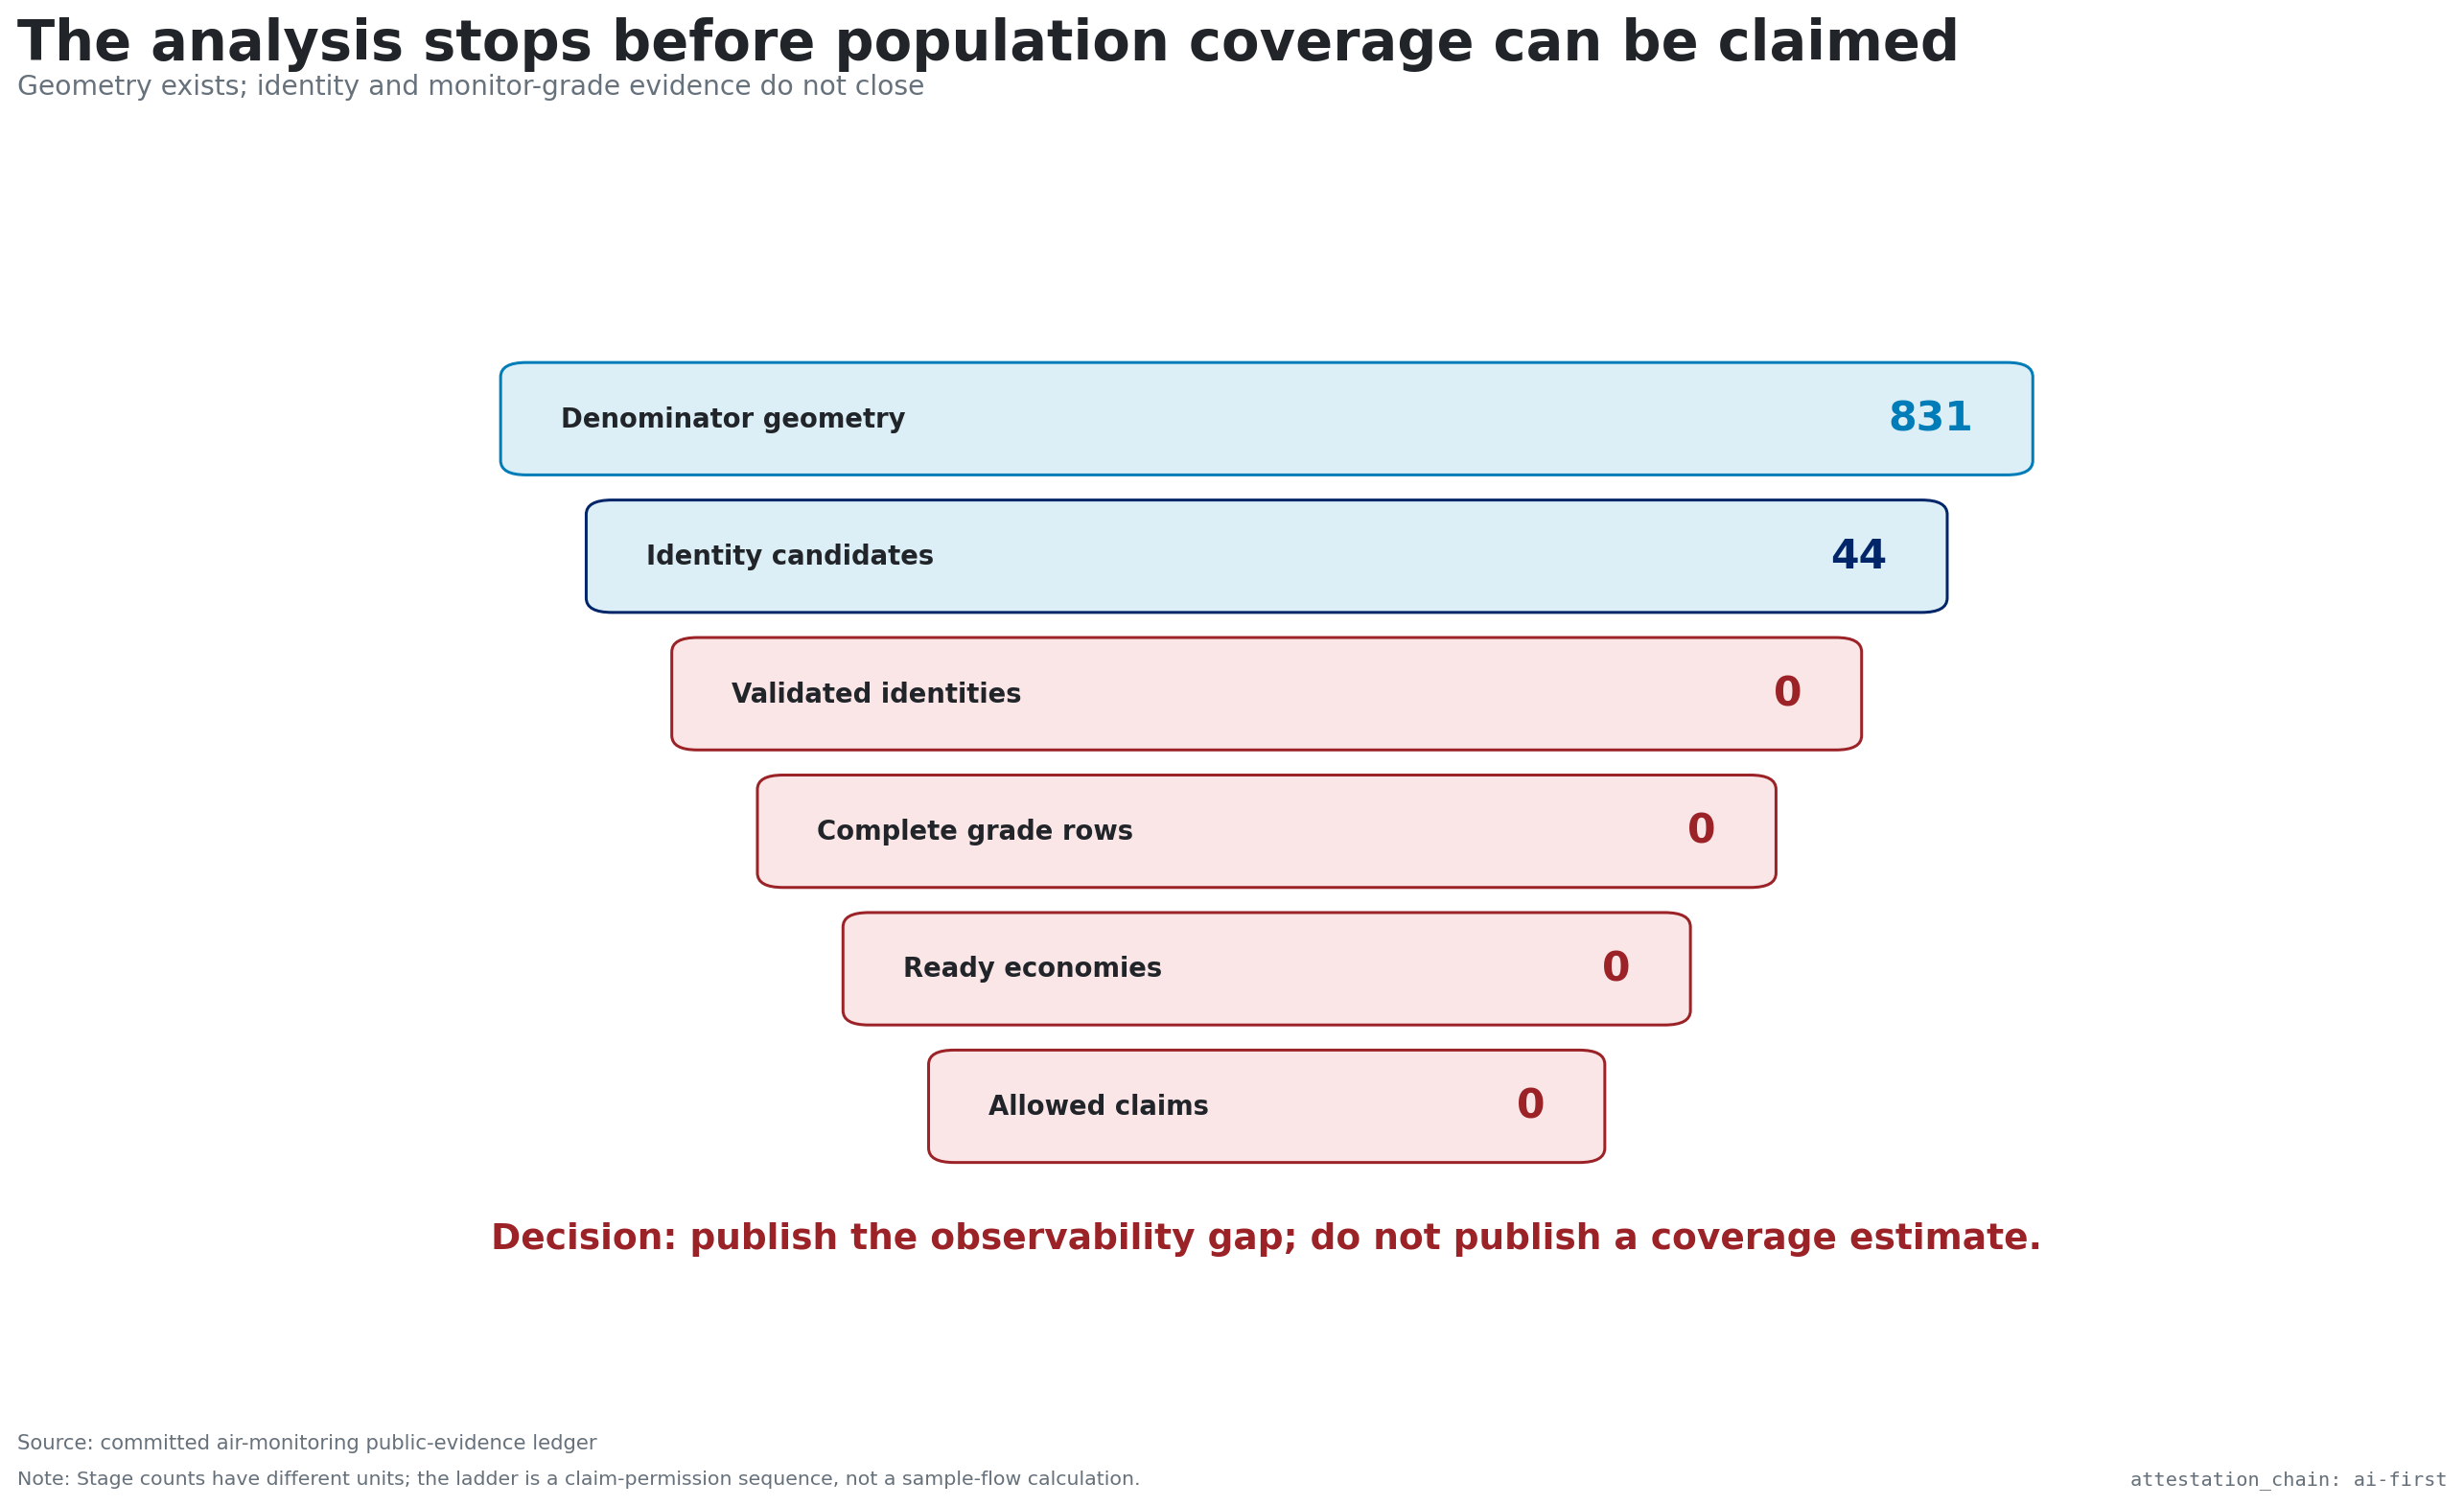 The analysis stops before population coverage can be claimed
Geometry exists; identity and monitor-grade evidence do not close
Denominator geometry 831
Identity candidates 44
Validated identities 0
Complete grade rows 0
Ready economies 0
Allowed claims 0
Decision: publish the observability gap; do not publish a coverage estimate.
Source: committed air-monitoring public-evidence ledger
Note: Stage counts have different units; the ladder is a claim-permission sequence, not a sample-flow calculation.
attestation_chain: ai-first